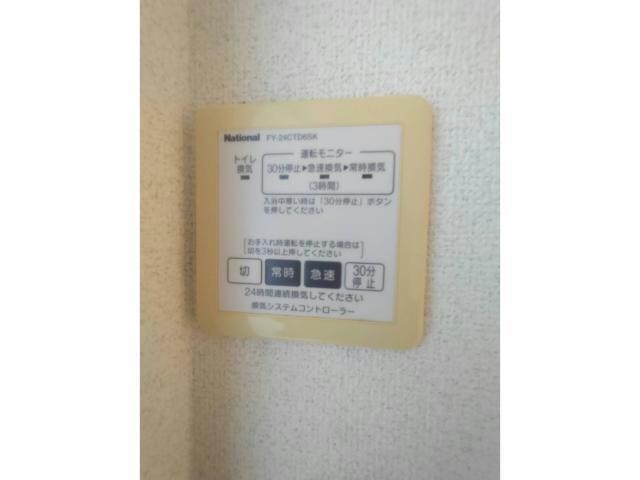 National FY-24CTD6SK
運転モニター
トイレ
換気
30分停止▶急速換気▶常時換気
(3時間)
入浴中寒い時は「30分停止」ボタン
を押してください
お手入れ時運転を停止する場合は
切を3秒以上押してください
切 常時 急速 30分
停止
24時間連続換気してください
換気システムコントローラー